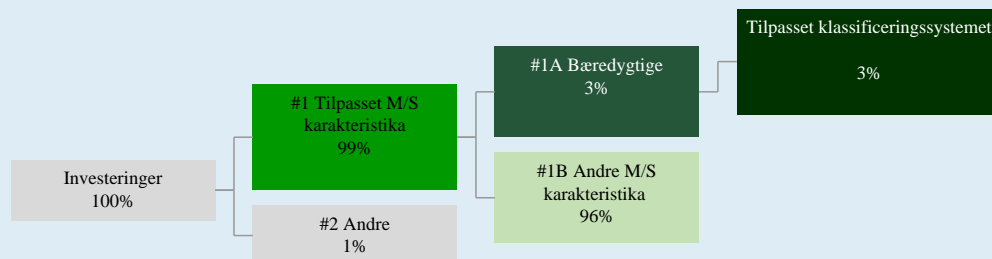 Investeringer
100%
#1 Tilpasset M/S
karakteristika
99%
#2 Andre
1%
#1A Bæredygtige
3%
#1B Andre M/S
karakteristika
96%
Tilpasset klassificeringssystemet
3%